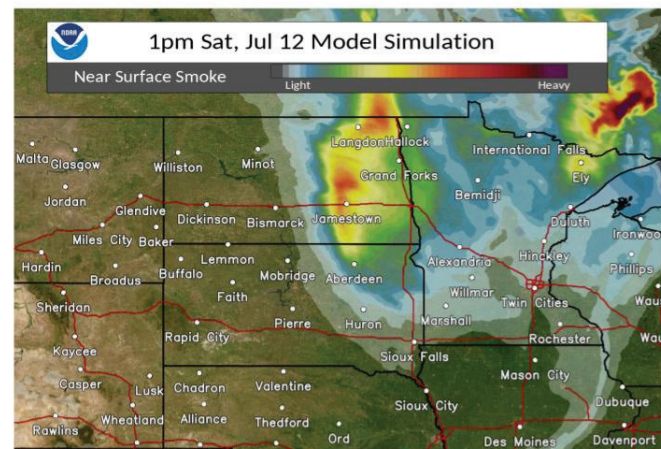 NOAA
1pm Sat, Jul 12 Model Simulation
Near Surface Smoke
Light
Heavy
Langdon Hallock
Malta
Glasgow
Williston
Minot
International Falls
Grand Forks
Ely
Jordan
Bemidji
Glendive
Dickinson
Bismarck
Jamestown
Duluth
Miles City
Baker
Ironwoo
Hinckley
Hardin
Buffalo
Lemmon
Alexandria
Phillips
Broadus
Mobridge
Aberdeen
Faith
Willmar
Twin Cities
Waus
Sheridan
Pierre
Huron
Marshall
Rapid City
Rochester
Wau
Kaycee
Sioux Falls
Casper
Lusk
Chadron
Valentine
Mason City
Wheatland
Alliance
Thedford
Sioux City
Dubuque
Rawlins
Ord
Des Moines
Davenport